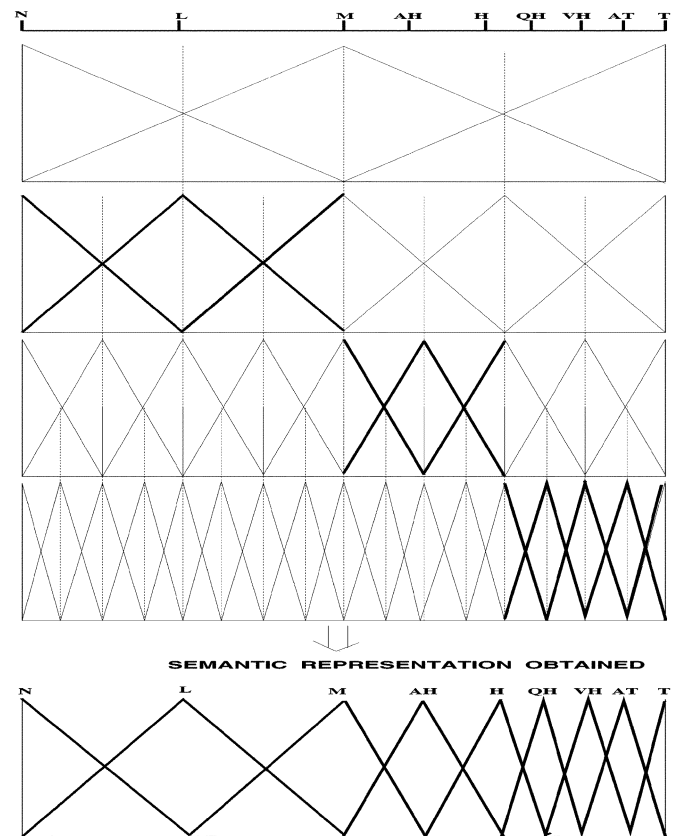 N L M AH H QH VH AT T
SEMANTIC REPRESENTATION OBTAINED
N L M AH H QH VH AT T